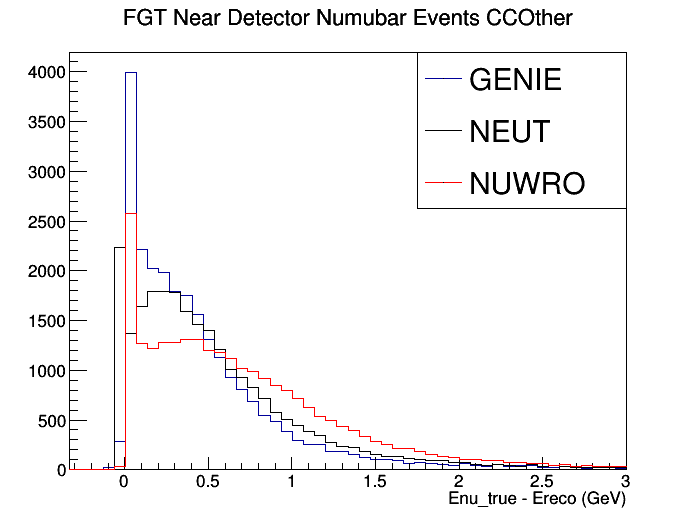 FGT Near Detector Numubar Events CCOther
GENIE
NEUT
NUWRO
4000
3500
3000
2500
2000
1500
1000
500
0
0 0.5 1 1.5 2 2.5 3
Enu_true - Ereco (GeV)